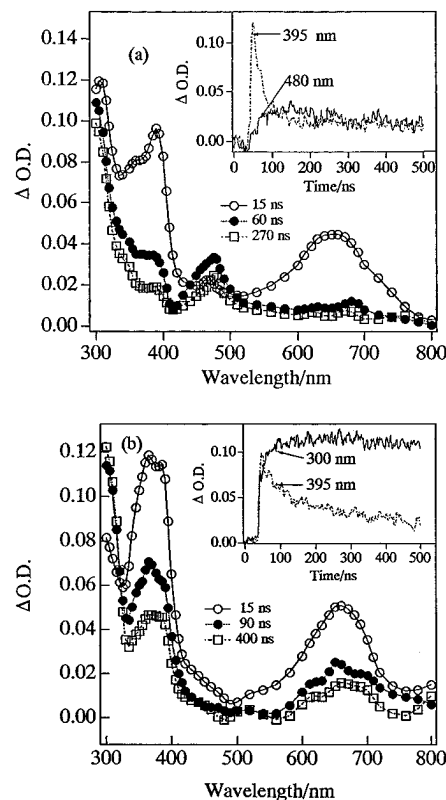 (a)
Δ O.D.
0.14
0.12
0.10
0.08
0.06
0.04
0.02
0.00
300 400 500 600 700 800
Wavelength/nm
15 ns
60 ns
270 ns
Δ O.D.
0.10
0.05
0.00
0 100 200 300 400 500
Time/ns
395 nm
480 nm
(b)
ΔO.D.
0.12
0.10
0.08
0.06
0.04
0.02
0.00
300 400 500 600 700 800
Wavelength/nm
15 ns
90 ns
400 ns
Δ O.D.
0.10
0.05
0.00
0 100 200 300 400 500
Time/ns
300 nm
395 nm